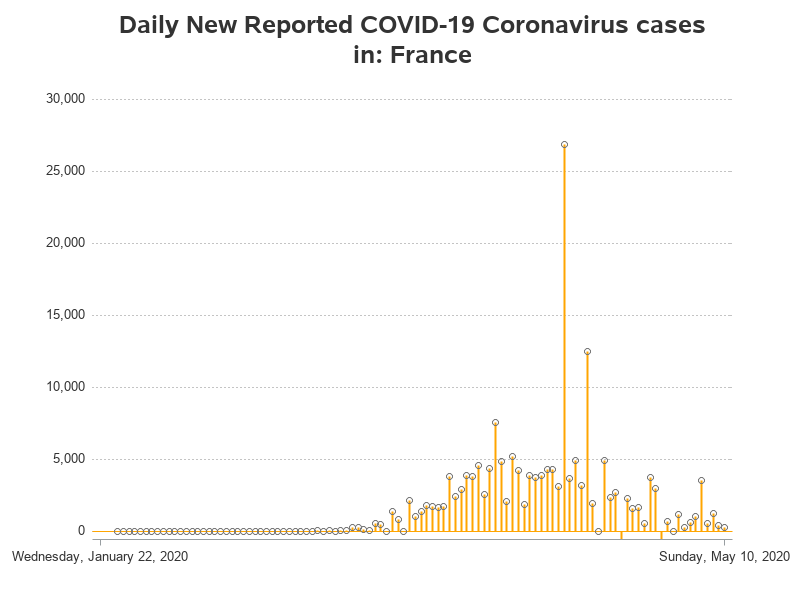 Daily New Reported COVID-19 Coronavirus cases
in: France
30,000
25,000
20,000
15,000
10,000
5,000
0
Wednesday, January 22, 2020
Sunday, May 10, 2020